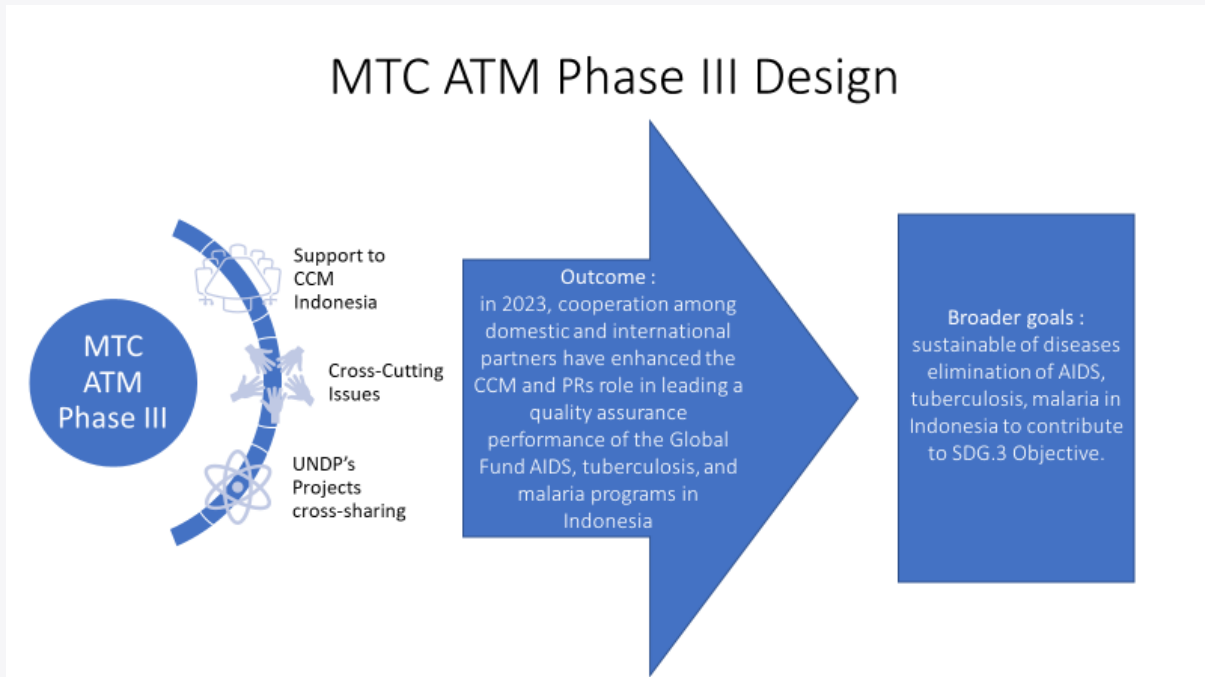 MTC ATM Phase III Design
MTC
ATM
Phase III
Support to
CCM
Indonesia
Cross-Cutting
Issues
UNDP’s
Projects
cross-sharing
Outcome :
in 2023, cooperation among
domestic and international
partners have enhanced the
CCM and PRs role in leading a
quality assurance
performance of the Global
Fund AIDS, tuberculosis, and
malaria programs in
Indonesia
Broader goals :
sustainable of diseases
elimination of AIDS,
tuberculosis, malaria in
Indonesia to contribute
to SDG.3 Objective.